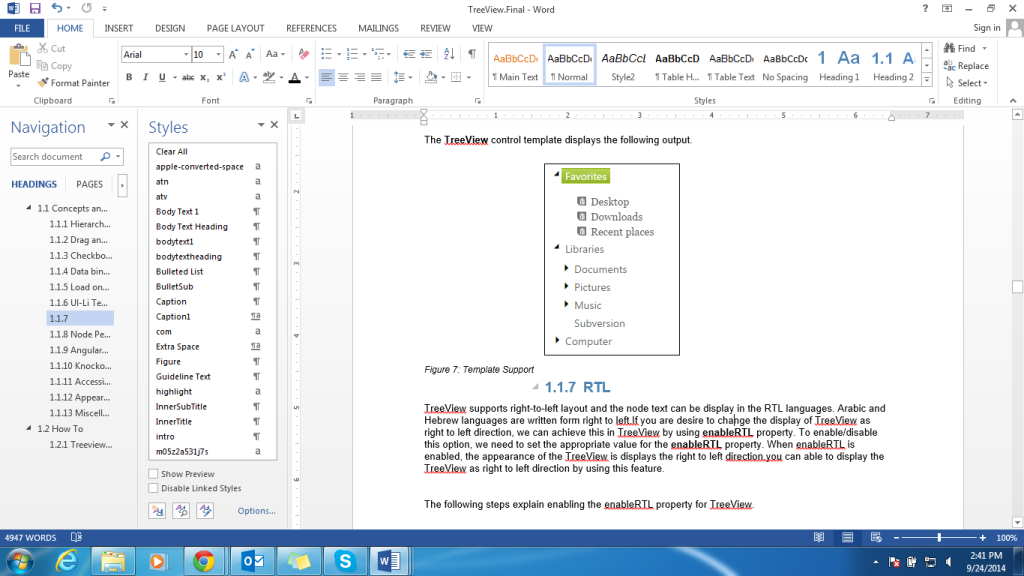 TreeView.Final - Word
Sign in
FILE HOME INSERT DESIGN PAGE LAYOUT REFERENCES MAILINGS REVIEW VIEW
Paste
Cut
Copy
Format Painter
Clipboard
Arial 10
Font
Paragraph
AaBbCcDı AaBbCcDı AaBbCcI AaBbCcD AaBbCcDı AaBbCcDc 1 Aa 1.1 A
¶ Main Text ¶ Normal Style2 ¶ Table H... ¶ Table Text No Spacing Heading 1 Heading 2
Styles
Find
Replace
Select
Editing
Navigation
Search document
HEADINGS PAGES
1.1 Concepts an...
1.1.1 Hierarch...
1.1.2 Drag an...
1.1.3 Checkbo...
1.1.4 Data bin...
1.1.5 Load on...
1.1.6 UI-Li Te...
1.1.7
1.1.8 Node Pe...
1.1.9 Angular...
1.1.10 Knocko...
1.1.11 Accessi...
1.1.12 Appear...
1.1.13 Miscell...
1.2 How To
1.2.1 Treeview...
Styles
Clear All
apple-converted-space a
atn a
atv a
Body Text 1 ¶
Body Text Heading ¶
bodytext1 ¶
bodytextheading ¶
Bulleted List ¶
BulletSub ¶
Caption ¶
Caption1 ¶a
com a
Extra Space ¶a
Figure ¶
Guideline Text ¶
highlight a
InnerSubTitle ¶
InnerTitle ¶
intro ¶
m05z2a531j7s a
Show Preview
Disable Linked Styles
Options...
The TreeView control template displays the following output.
Favorites
Desktop
Downloads
Recent places
Libraries
Documents
Pictures
Music
Subversion
Computer
Figure 7: Template Support
1.1.7 RTL
TreeView supports right-to-left layout and the node text can be display in the RTL languages. Arabic and
Hebrew languages are written form right to left.If you are desire to change the display of TreeView as
right to left direction, we can achieve this in TreeView by using enableRTL property. To enable/disable
this option, we need to set the appropriate value for the enableRTL property. When enableRTL is
enabled, the appearance of the TreeView is displays the right to left direction.you can able to display the
TreeView as right to left direction by using this feature.
The following steps explain enabling the enableRTL property for TreeView.
4947 WORDS
100%
2:41 PM
9/24/2014